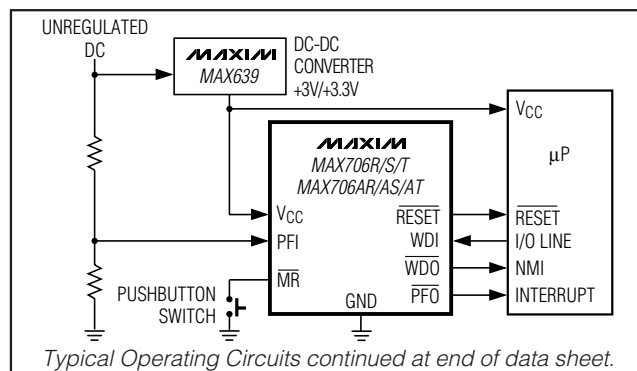 UNREGULATED
DC
MAXIM
MAX639
DC-DC
CONVERTER
+3V/+3.3V
MAXIM
MAX706R/S/T
MAX706AR/AS/AT
VCC
PFI
MR
GND
RESET
WDI
WDO
PFO
VCC
µP
RESET
I/O LINE
NMI
INTERRUPT
PUSHBUTTON
SWITCH
Typical Operating Circuits continued at end of data sheet.